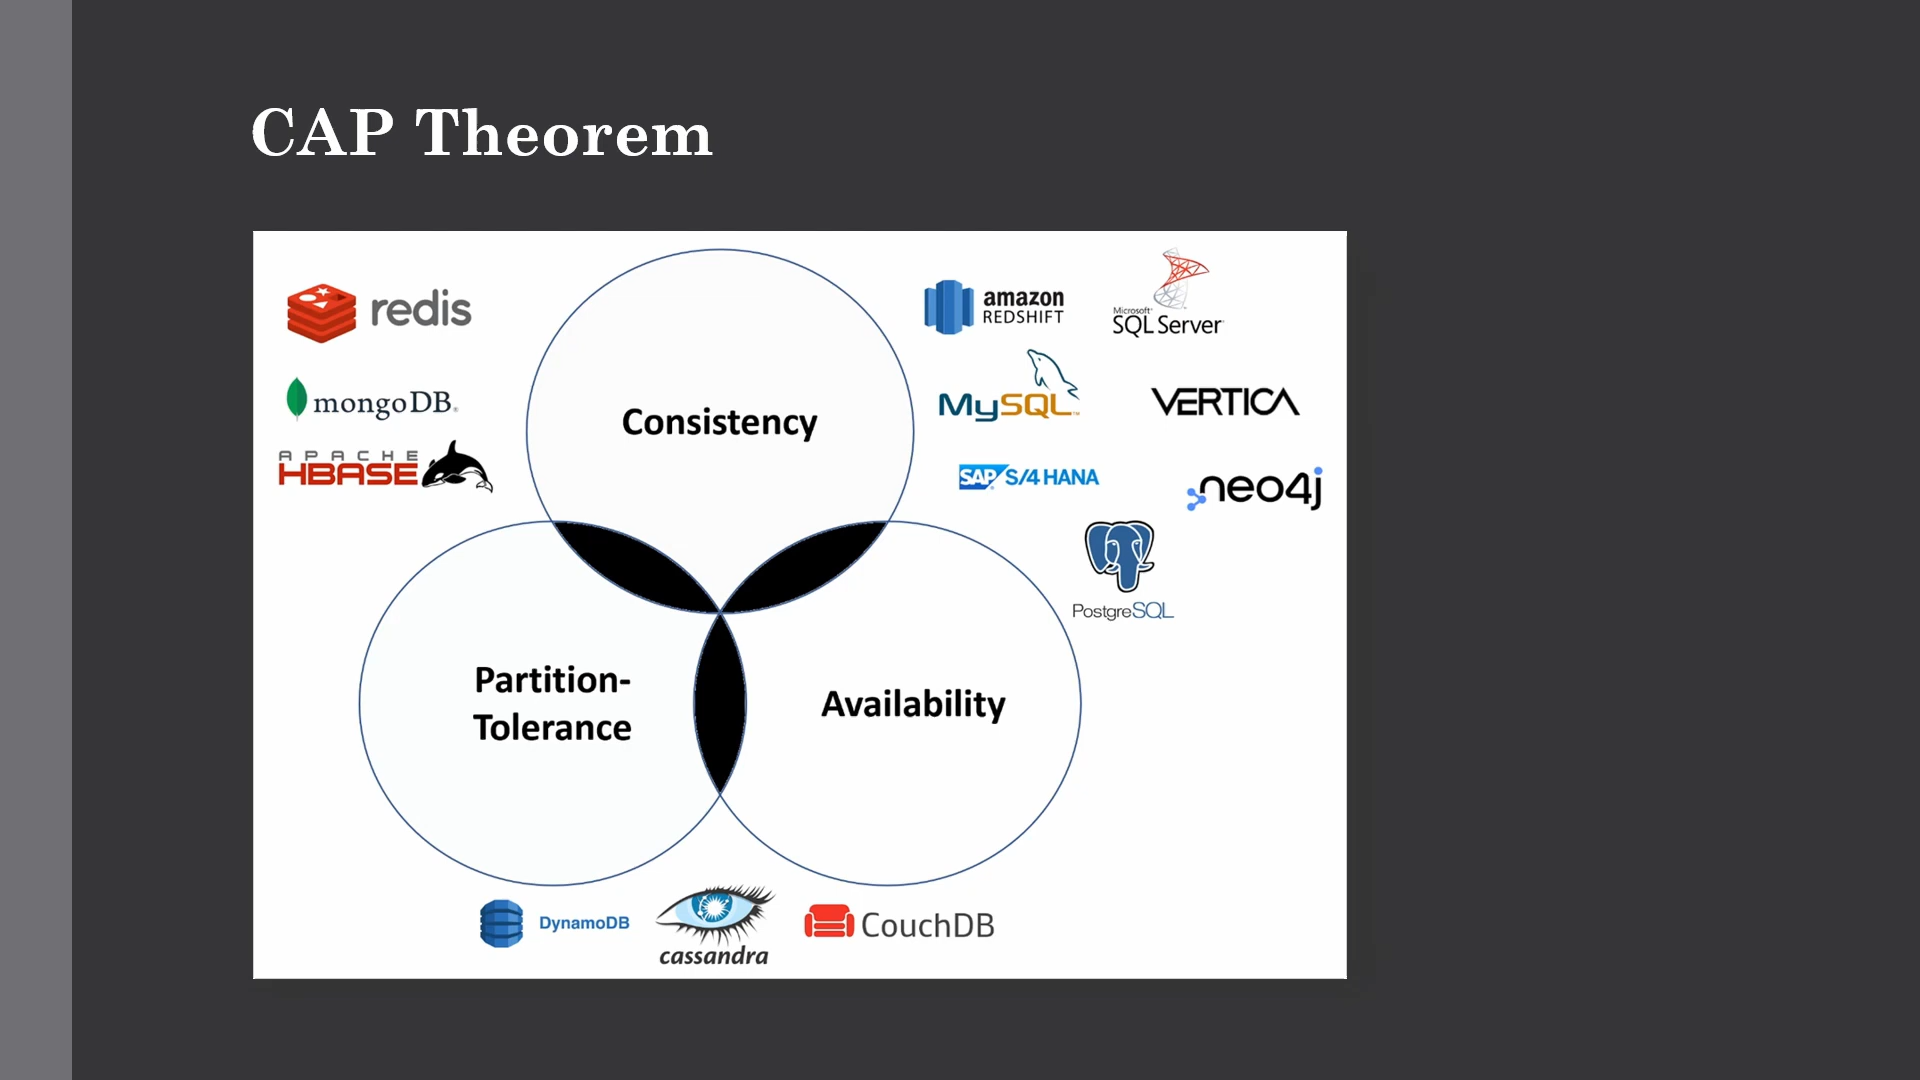 CAP Theorem
redis
mongoDB®
APACHE
HBASE
amazon
REDSHIFT
Microsoft®
SQL Server®
MySQL™
VERTICA
SAP® S/4 HANA
neo4j
PostgreSQL
Consistency
Partition-
Tolerance
Availability
DynamoDB
cassandra
CouchDB